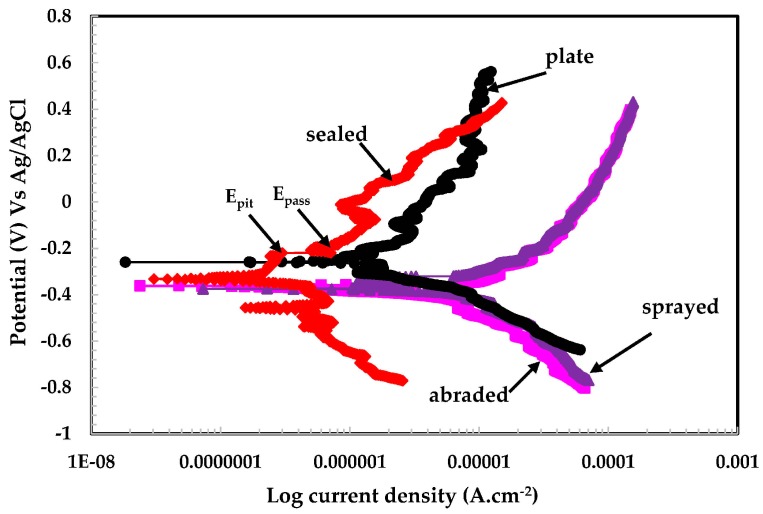 0.8
0.6
0.4
0.2
0
-0.2
-0.4
-0.6
-0.8
-1
Potential (V) Vs Ag/AgCl
plate
sealed
Epit
Epass
sprayed
abraded
1E-08
0.0000001
0.000001
0.00001
0.0001
0.001
Log current density (A.cm-2)